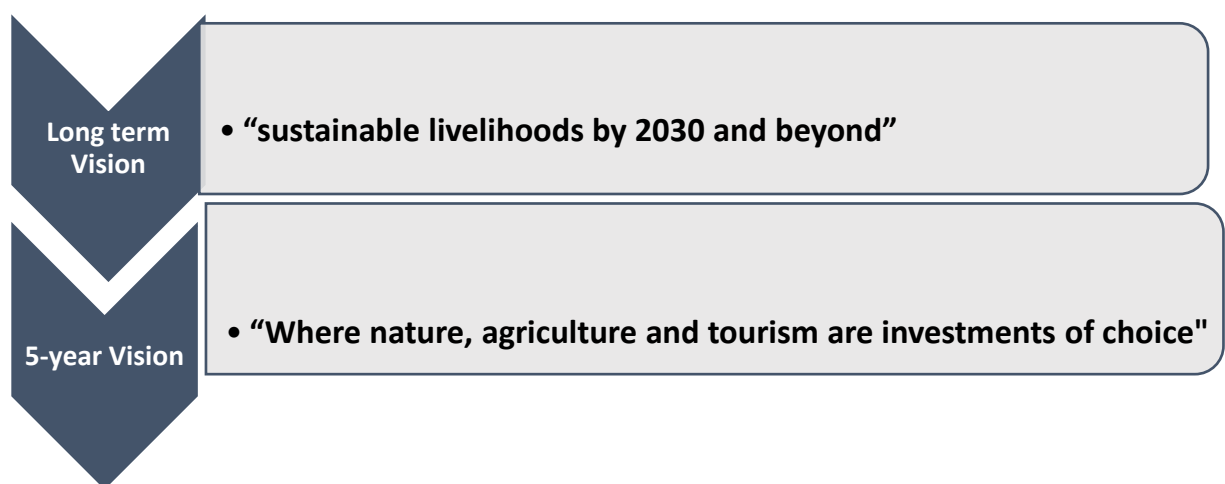 Long term
Vision
• “sustainable livelihoods by 2030 and beyond”
5-year Vision
• “Where nature, agriculture and tourism are investments of choice"